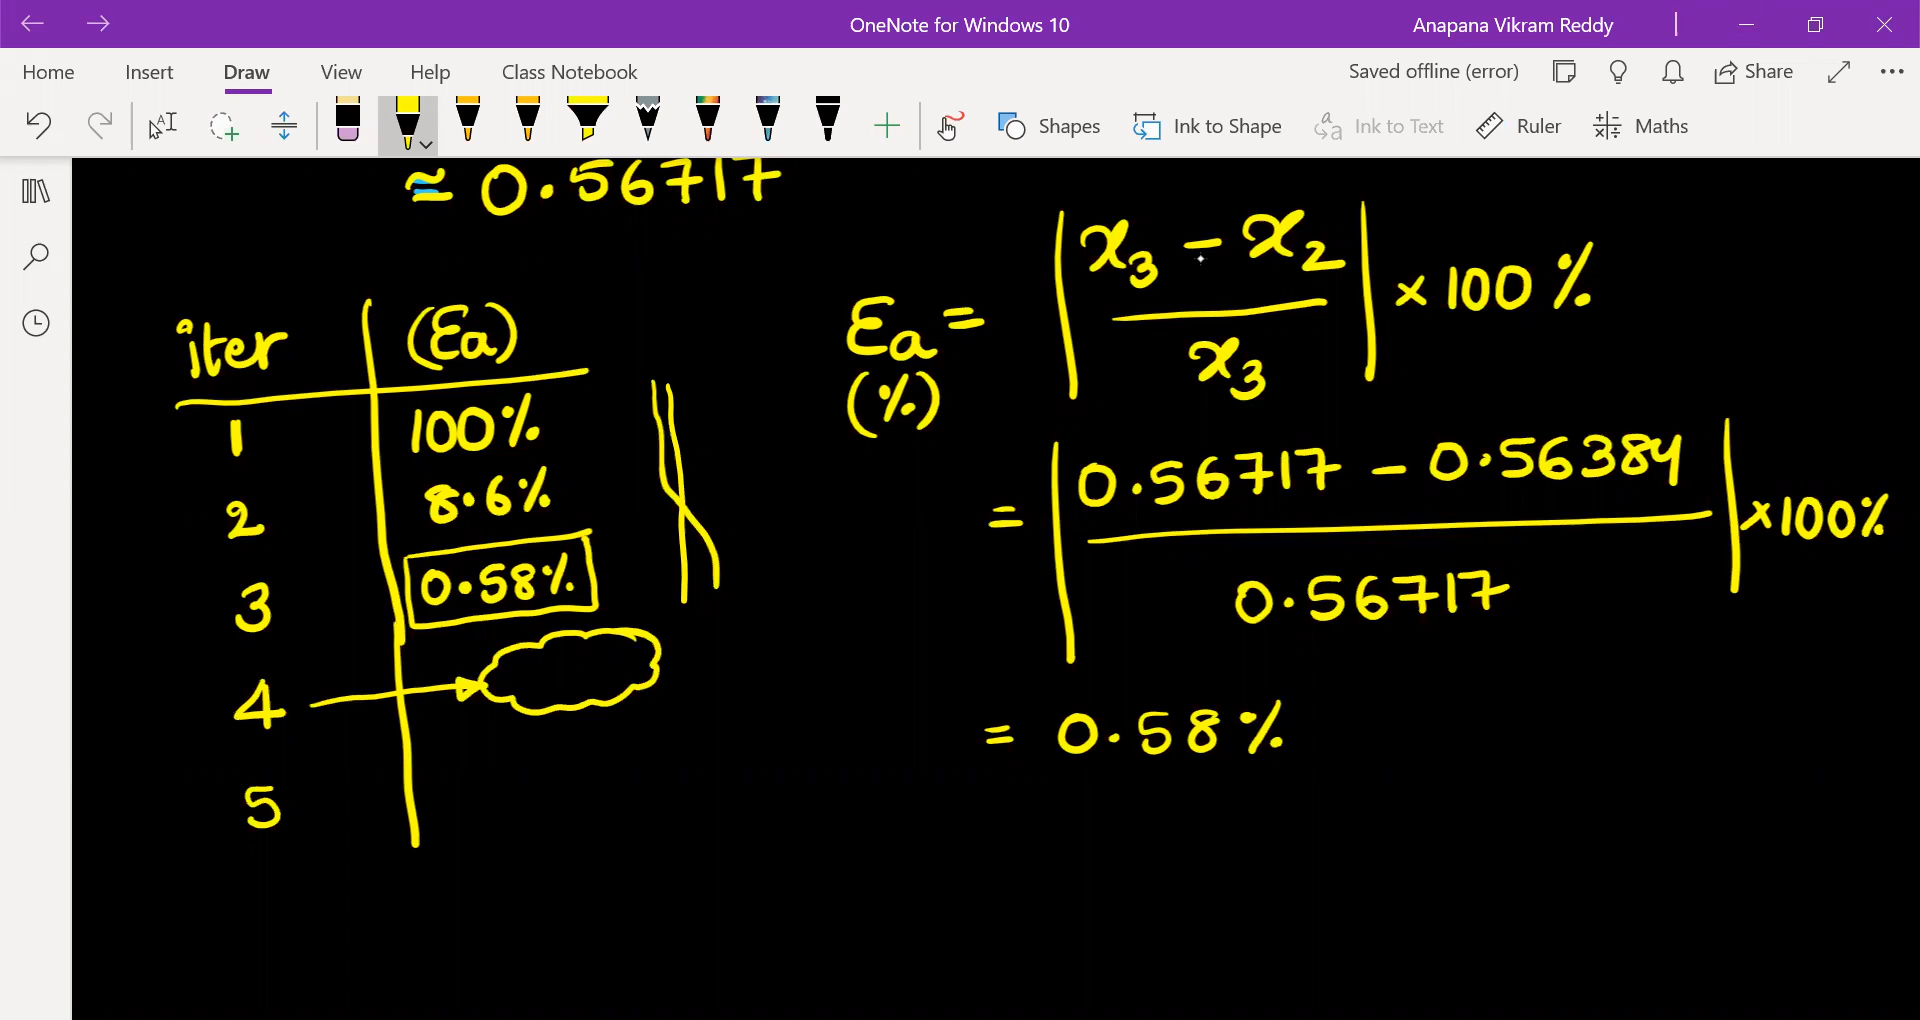 OneNote for Windows 10
Anapana Vikram Reddy
Home Insert Draw View Help Class Notebook
Saved offline (error) Share
Shapes Ink to Shape Ink to Text Ruler Maths
≅ 0.56717
iter | (Ea)
1 | 100%
2 | 8.6%
3 | 0.58%
4
5
Ea (%) = | x₃ - x₂ / x₃ | × 100 %
= | 0.56717 - 0.56384 / 0.56717 | × 100%
= 0.58 %